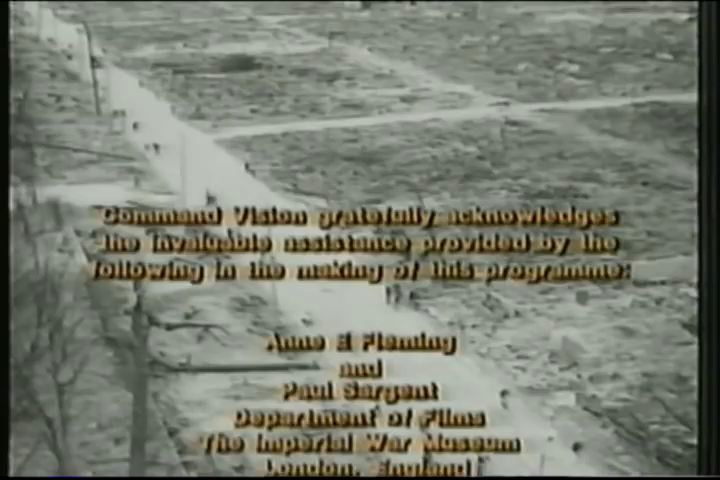 Command Vision gratefully acknowledges
the invaluable assistance provided by the
following in the making of this programme:
Anne E Fleming
and
Paul Sargent
Department of Films
The Imperial War Museum
London, England